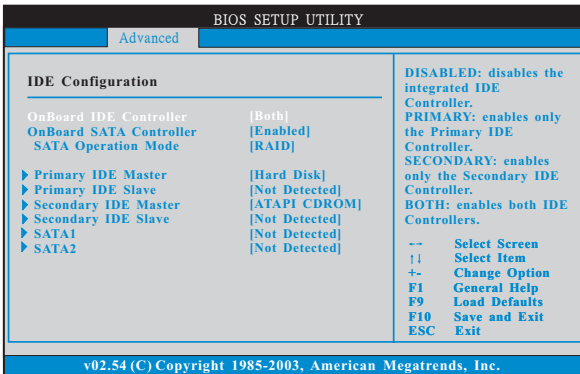 BIOS SETUP UTILITY
Advanced
IDE Configuration
OnBoard IDE Controller [Both]
OnBoard SATA Controller [Enabled]
SATA Operation Mode [RAID]
Primary IDE Master [Hard Disk]
Primary IDE Slave [Not Detected]
Secondary IDE Master [ATAPI CDROM]
Secondary IDE Slave [Not Detected]
SATA1 [Not Detected]
SATA2 [Not Detected]
DISABLED: disables the
integrated IDE
Controller.
PRIMARY: enables only
the Primary IDE
Controller.
SECONDARY: enables
only the Secondary IDE
Controller.
BOTH: enables both IDE
Controllers.
←→ Select Screen
↑↓ Select Item
+- Change Option
F1 General Help
F9 Load Defaults
F10 Save and Exit
ESC Exit
v02.54 (C) Copyright 1985-2003, American Megatrends, Inc.